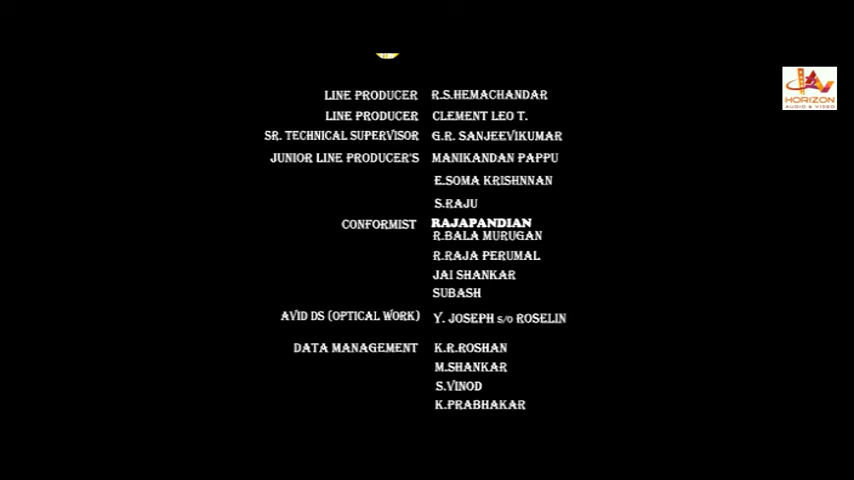 LINE PRODUCER R.S.HEMACHANDAR
LINE PRODUCER CLEMENT LEO T.
SR. TECHNICAL SUPERVISOR G.R. SANJEEVIKUMAR
JUNIOR LINE PRODUCER'S MANIKANDAN PAPPU
E.SOMA KRISHNNAN
S.RAJU
CONFORMIST RAJAPANDIAN
R.BALA MURUGAN
R.RAJA PERUMAL
JAI SHANKAR
SUBASH
AVID DS (OPTICAL WORK) Y. JOSEPH S/O ROSELIN
DATA MANAGEMENT K.R.ROSHAN
M.SHANKAR
S.VINOD
K.PRABHAKAR
HORIZON
AUDIO & VIDEO